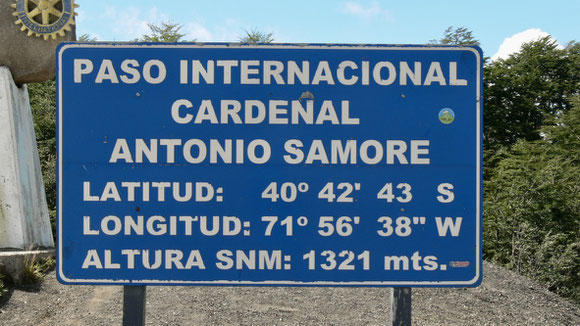 PASO INTERNACIONAL
CARDENAL
ANTONIO SAMORE
LATITUD: 40º 42' 43 S
LONGITUD: 71º 56' 38" W
ALTURA SNM: 1321 mts.